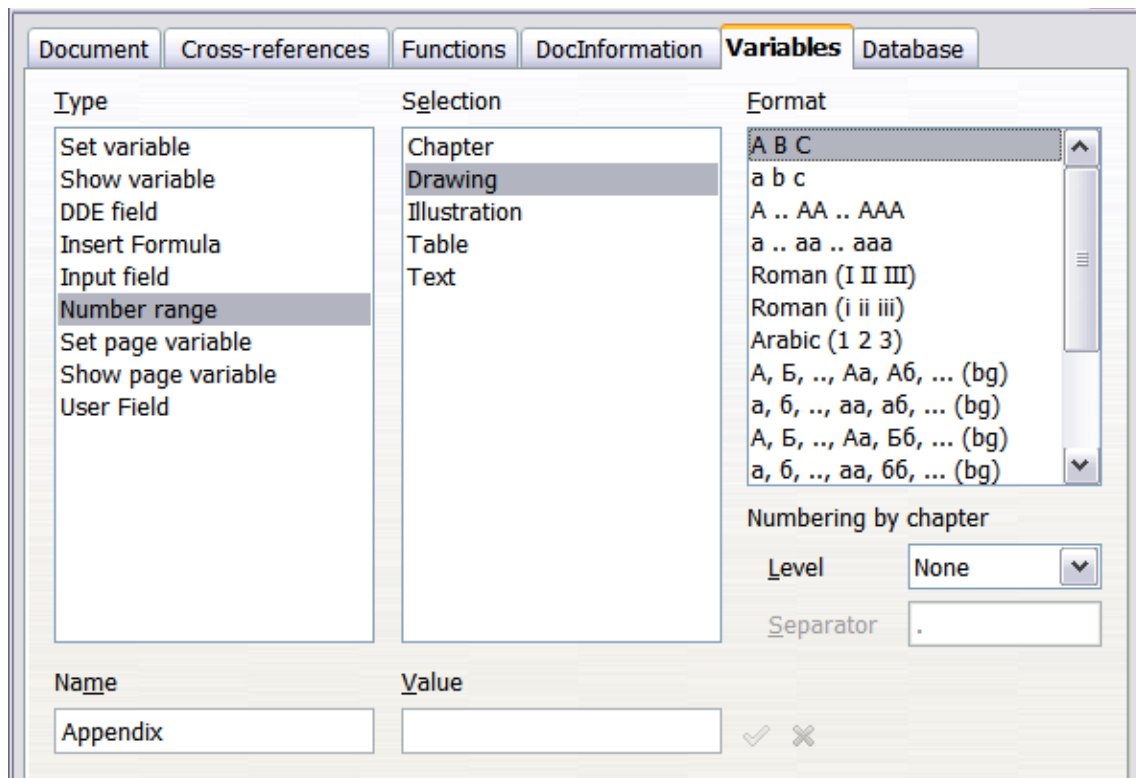 Document Cross-references Functions DocInformation Variables Database
Type
Set variable
Show variable
DDE field
Insert Formula
Input field
Number range
Set page variable
Show page variable
User Field
Selection
Chapter
Drawing
Illustration
Table
Text
Format
A B C
a b c
A .. AA .. AAA
a .. aa .. aaa
Roman (I II III)
Roman (i ii iii)
Arabic (1 2 3)
А, Б, .., Аа, Аб, ... (bg)
а, б, .., аа, аб, ... (bg)
А, Б, .., Аа, Бб, ... (bg)
а, б, .., аа, бб, ... (bg)
Numbering by chapter
Level None
Separator .
Name
Appendix
Value